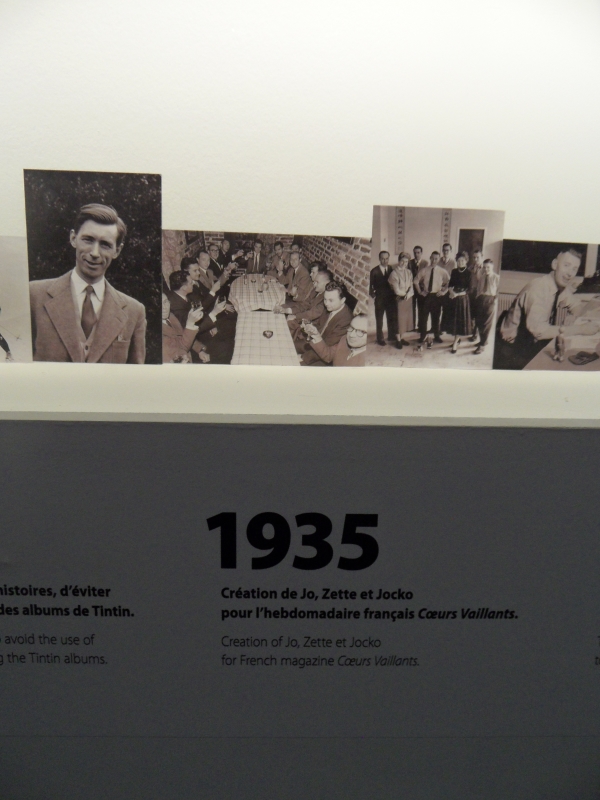 1935
histoires, d'éviter
des albums de Tintin.
avoid the use of
the Tintin albums.
Création de Jo, Zette et Jocko
pour l'hebdomadaire français Cœurs Vaillants.
Creation of Jo, Zette et Jocko
for French magazine Cœurs Vaillants.